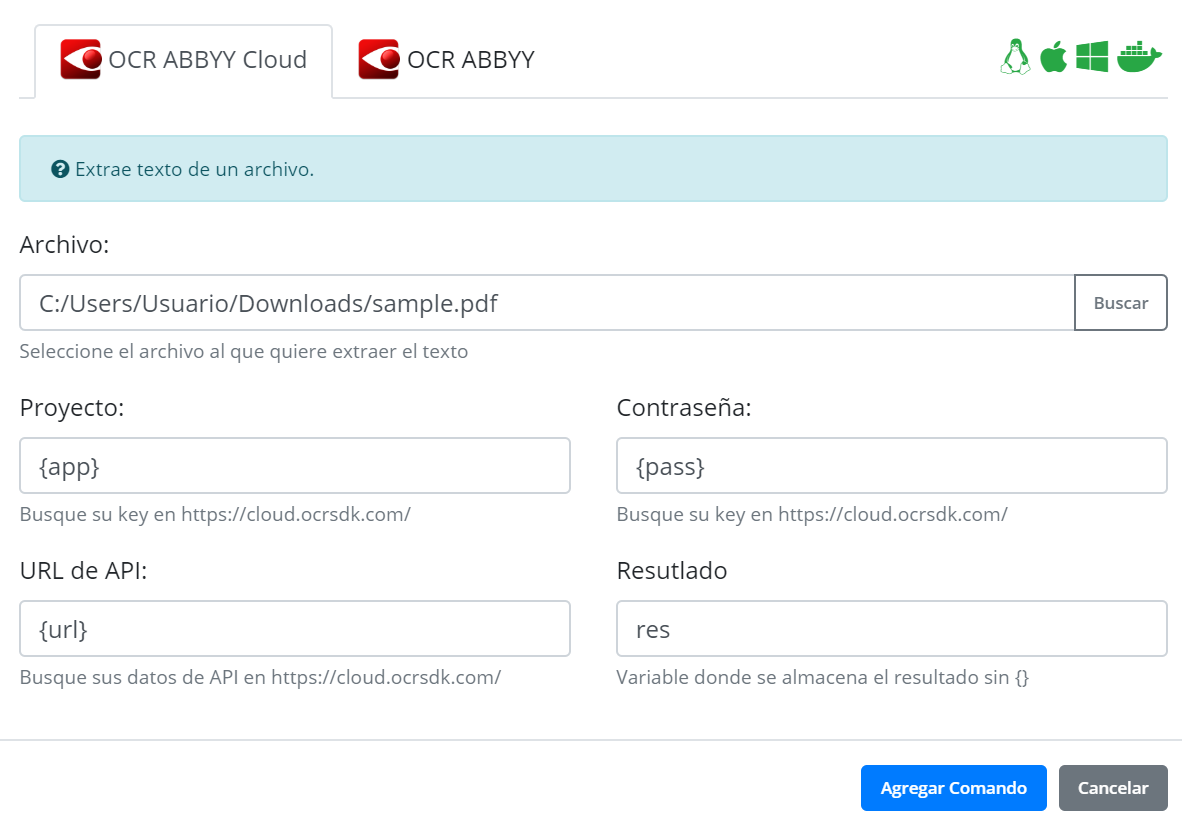 OCR ABBYY Cloud
OCR ABBYY
Extrae texto de un archivo.
Archivo:
C:/Users/Usuario/Downloads/sample.pdf
Buscar
Seleccione el archivo al que quiere extraer el texto
Proyecto:
Contraseña:
{app}
{pass}
Busque su key en https://cloud.ocrsdk.com/
Busque su key en https://cloud.ocrsdk.com/
URL de API:
Resutlado
{url}
res
Busque sus datos de API en https://cloud.ocrsdk.com/
Variable donde se almacena el resultado sin {}
Agregar Comando
Cancelar